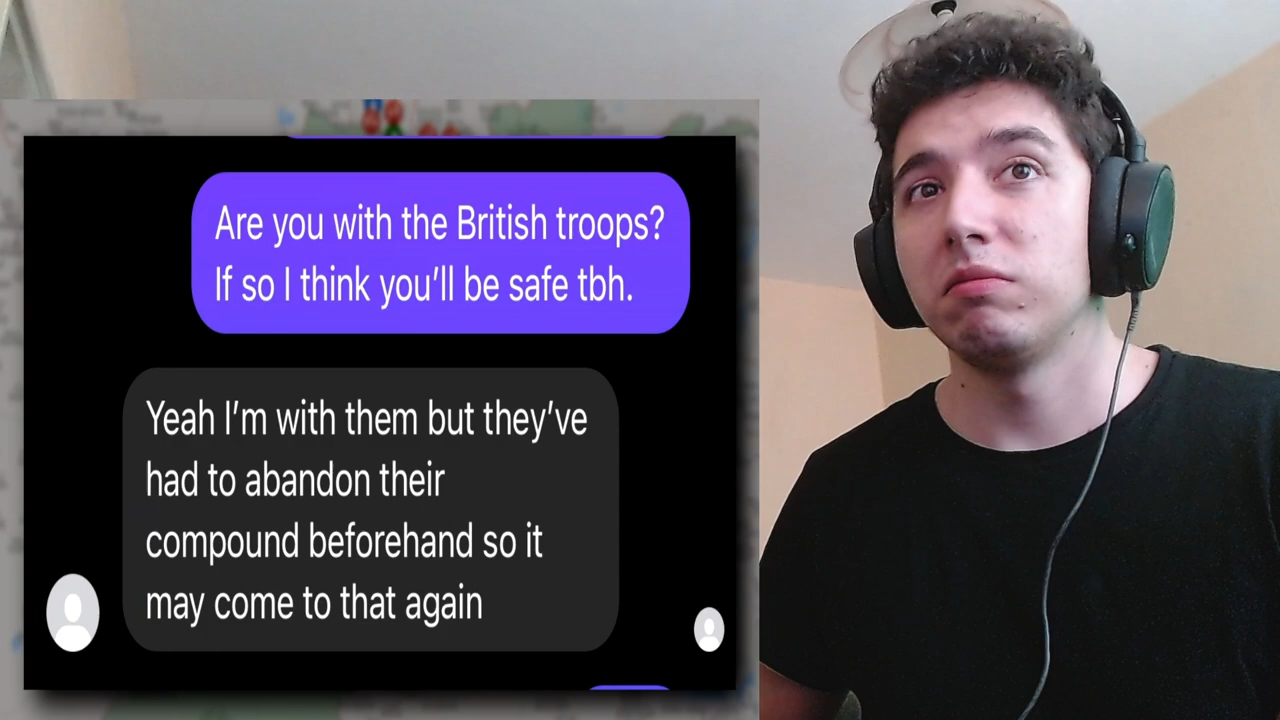 Are you with the British troops?
If so I think you'll be safe tbh.
Yeah I'm with them but they've
had to abandon their
compound beforehand so it
may come to that again